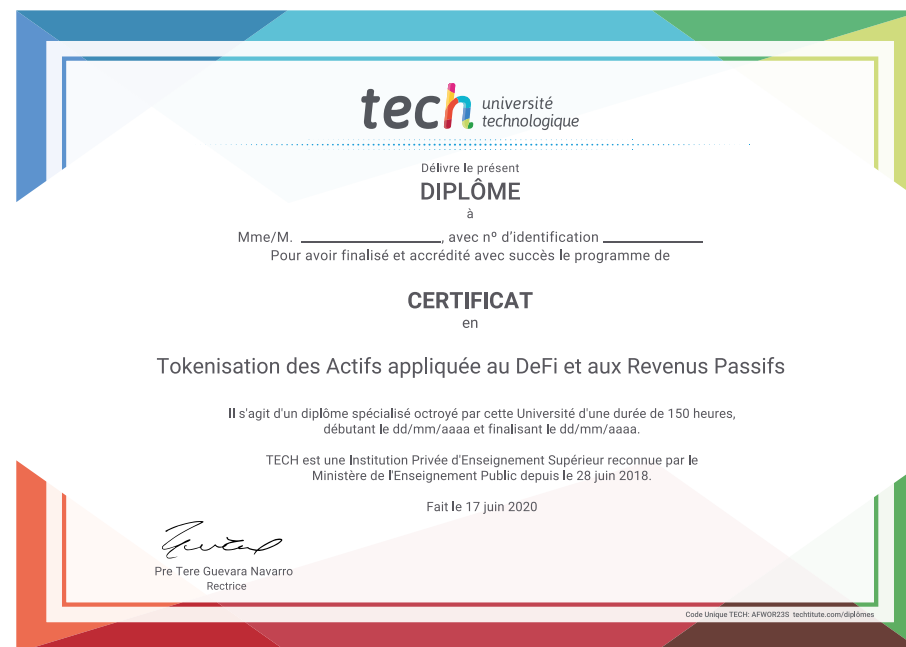 tech université
technologique
Délivre le présent
DIPLÔME
à
Mme/M. ____________________, avec nº d'identification ______________
Pour avoir finalisé et accrédité avec succès le programme de
CERTIFICAT
en
Tokenisation des Actifs appliquée au DeFi et aux Revenus Passifs
Il s'agit d'un diplôme spécialisé octroyé par cette Université d'une durée de 150 heures,
débutant le dd/mm/aaaa et finalisant le dd/mm/aaaa.
TECH est une Institution Privée d'Enseignement Supérieur reconnue par le
Ministère de l'Enseignement Public depuis le 28 juin 2018.
Fait le 17 juin 2020
Pre Tere Guevara Navarro
Rectrice
Code Unique TECH: AFWOR23S techtitute.com/diplômes